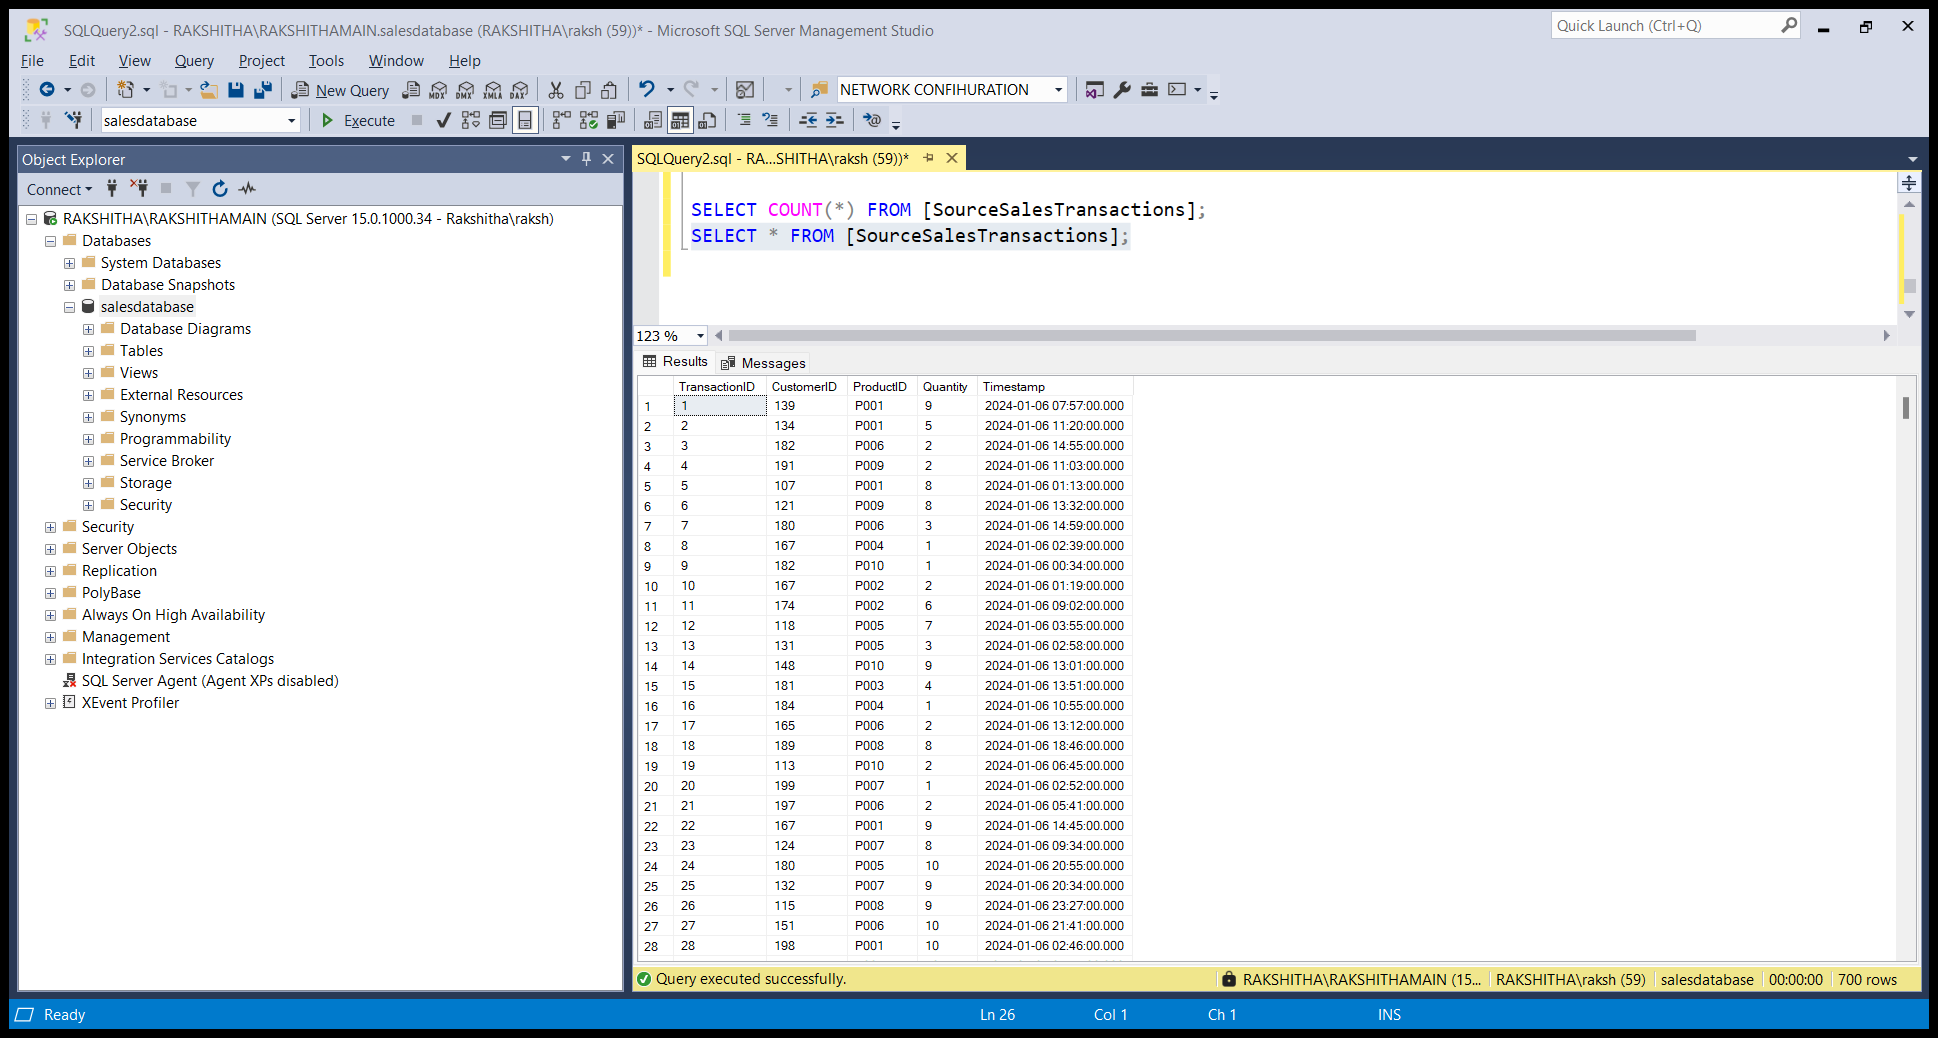 SQLQuery2.sql - RAKSHITHA\RAKSHITHAMAIN.salesdatabase (RAKSHITHA\raksh (59))* - Microsoft SQL Server Management Studio
Quick Launch (Ctrl+Q)
File Edit View Query Project Tools Window Help
New Query MDX DMX XMLA DAX NETWORK CONFIHURATION
salesdatabase Execute
Object Explorer
Connect
RAKSHITHA\RAKSHITHAMAIN (SQL Server 15.0.1000.34 - Rakshitha\raksh)
Databases
System Databases
Database Snapshots
salesdatabase
Database Diagrams
Tables
Views
External Resources
Synonyms
Programmability
Service Broker
Storage
Security
Security
Server Objects
Replication
PolyBase
Always On High Availability
Management
Integration Services Catalogs
SQL Server Agent (Agent XPs disabled)
XEvent Profiler
SQLQuery2.sql - RA...SHITHA\raksh (59))*
SELECT COUNT(*) FROM [SourceSalesTransactions];
SELECT * FROM [SourceSalesTransactions];
123 %
Results Messages
TransactionID CustomerID ProductID Quantity Timestamp
1 1 139 P001 9 2024-01-06 07:57:00.000
2 2 134 P001 5 2024-01-06 11:20:00.000
3 3 182 P006 2 2024-01-06 14:55:00.000
4 4 191 P009 2 2024-01-06 11:03:00.000
5 5 107 P001 8 2024-01-06 01:13:00.000
6 6 121 P009 8 2024-01-06 13:32:00.000
7 7 180 P006 3 2024-01-06 14:59:00.000
8 8 167 P004 1 2024-01-06 02:39:00.000
9 9 182 P010 1 2024-01-06 00:34:00.000
10 10 167 P002 2 2024-01-06 01:19:00.000
11 11 174 P002 6 2024-01-06 09:02:00.000
12 12 118 P005 7 2024-01-06 03:55:00.000
13 13 131 P005 3 2024-01-06 02:58:00.000
14 14 148 P010 9 2024-01-06 13:01:00.000
15 15 181 P003 4 2024-01-06 13:51:00.000
16 16 184 P004 1 2024-01-06 10:55:00.000
17 17 165 P006 2 2024-01-06 13:12:00.000
18 18 189 P008 8 2024-01-06 18:46:00.000
19 19 113 P010 2 2024-01-06 06:45:00.000
20 20 199 P007 1 2024-01-06 02:52:00.000
21 21 197 P006 2 2024-01-06 05:41:00.000
22 22 167 P001 9 2024-01-06 14:45:00.000
23 23 124 P007 8 2024-01-06 09:34:00.000
24 24 180 P005 10 2024-01-06 20:55:00.000
25 25 132 P007 9 2024-01-06 20:34:00.000
26 26 115 P008 9 2024-01-06 23:27:00.000
27 27 151 P006 10 2024-01-06 21:41:00.000
28 28 198 P001 10 2024-01-06 02:46:00.000
Query executed successfully. RAKSHITHA\RAKSHITHAMAIN (15... RAKSHITHA\raksh (59) salesdatabase 00:00:00 700 rows
Ready Ln 26 Col 1 Ch 1 INS